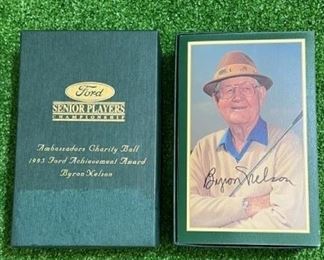 Ford
SENIOR PLAYERS
CHAMPIONSHIP
Ambassadors Charity Ball
1993 Ford Achievement Award
Byron Nelson
Byron Nelson